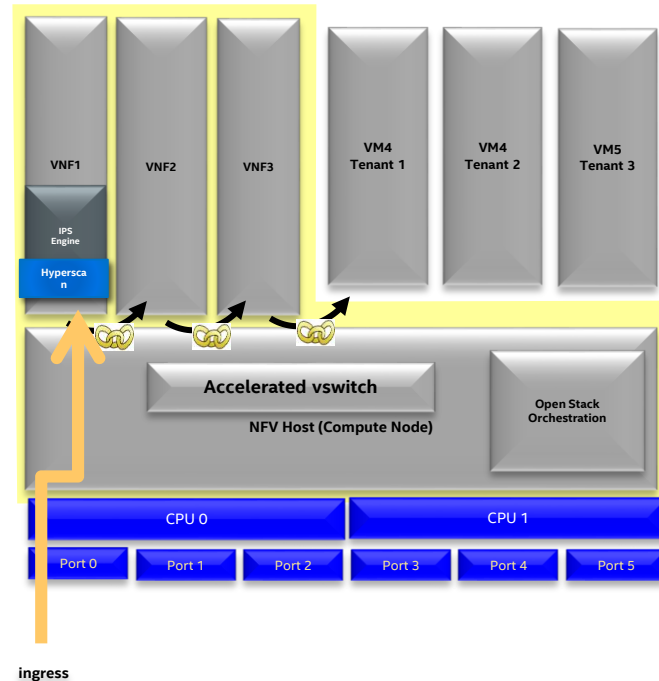 VNF1
VNF2
VNF3
VM4
Tenant 1
VM4
Tenant 2
VM5
Tenant 3
IPS
Engine
Hypersca
n
Accelerated vswitch
NFV Host (Compute Node)
Open Stack
Orchestration
CPU 0
CPU 1
Port 0
Port 1
Port 2
Port 3
Port 4
Port 5
ingress